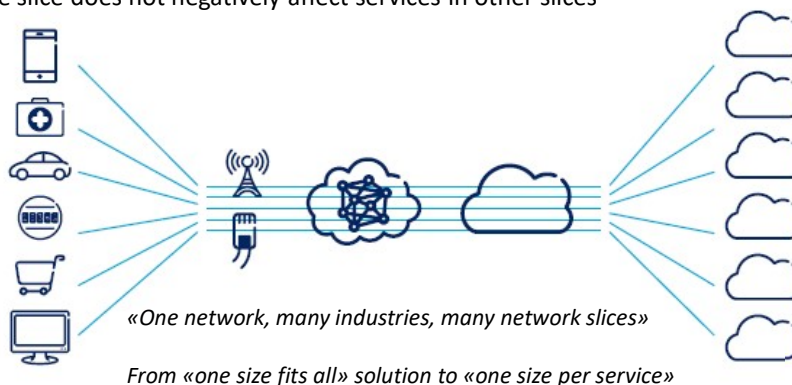 slice does not negatively affect services in other slices
«One network, many industries, many network slices»
From «one size fits all» solution to «one size per service»